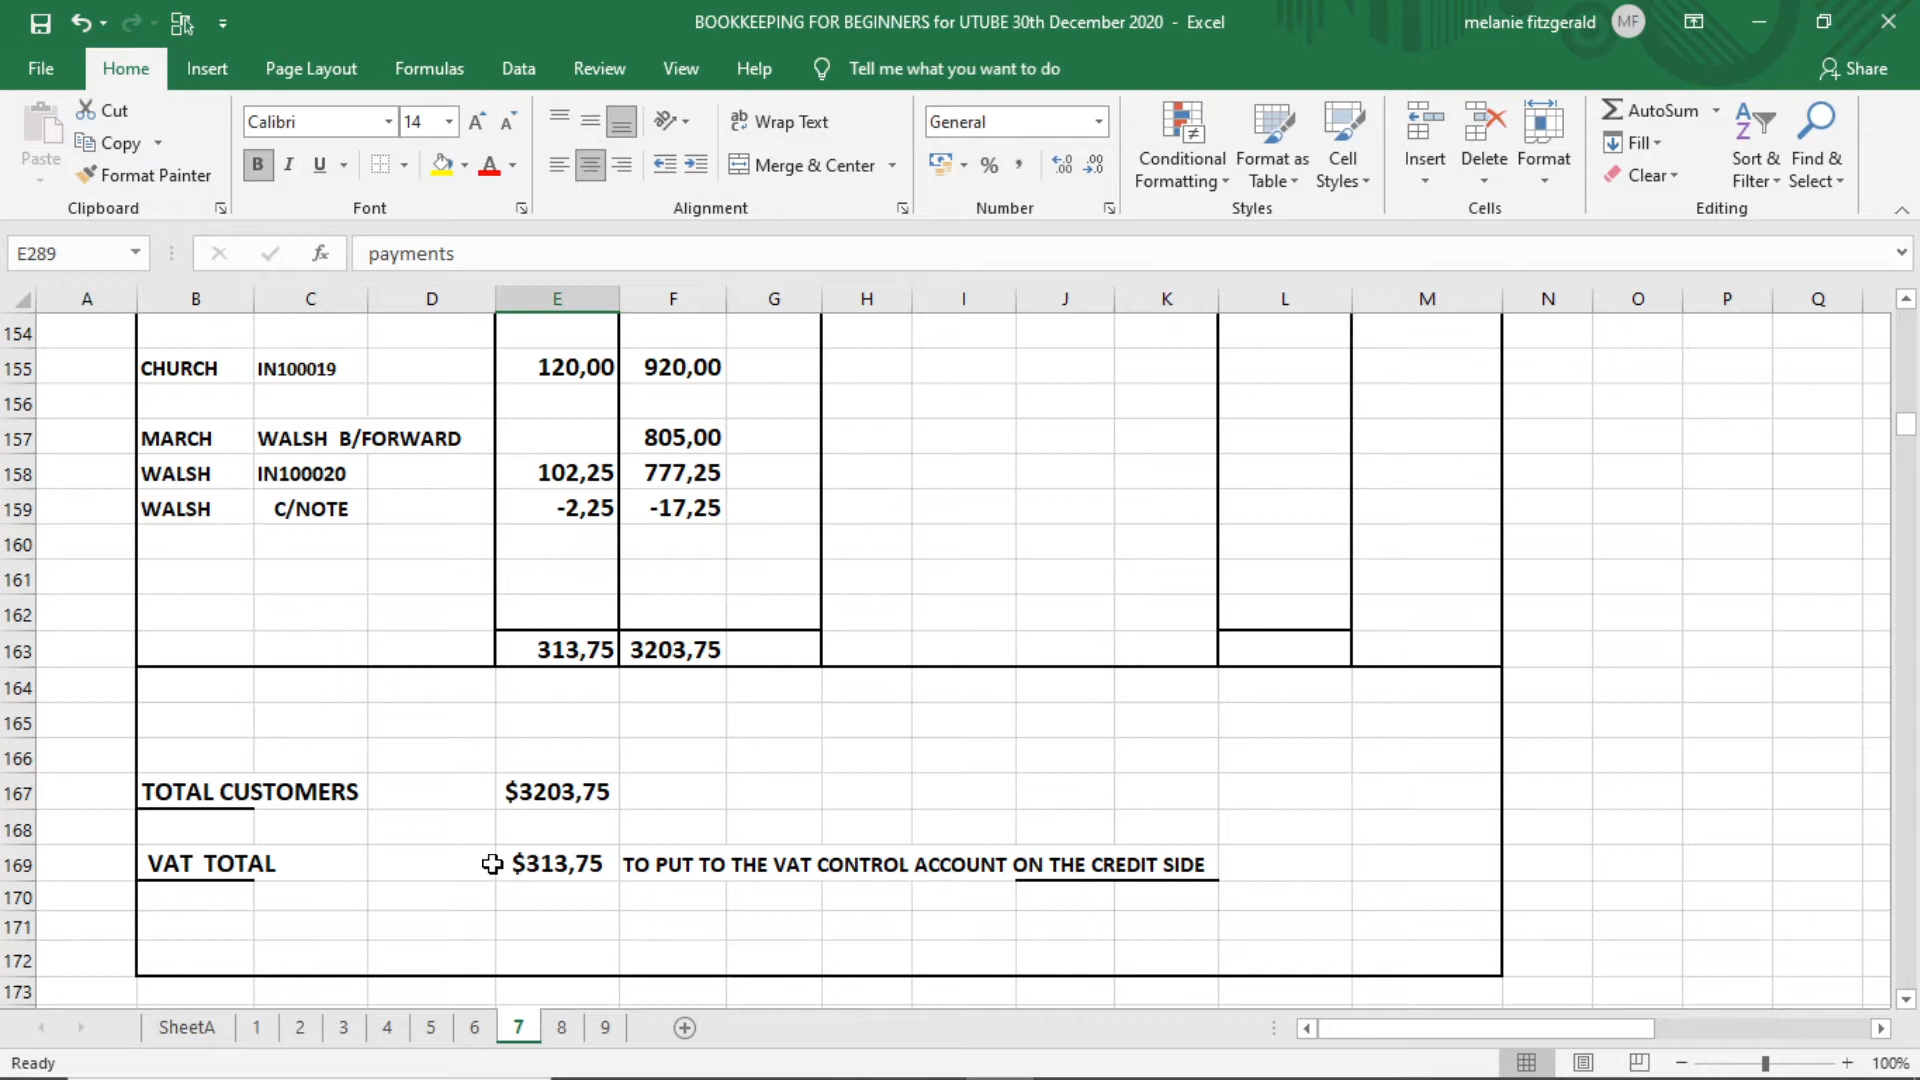 BOOKKEEPING FOR BEGINNERS for UTUBE 30th December 2020 - Excel
melanie fitzgerald MF
File Home Insert Page Layout Formulas Data Review View Help Tell me what you want to do Share
Paste Cut Copy Format Painter
Clipboard
Calibri 14 A A
B I U A
Font
ab Wrap Text
Merge & Center
Alignment
General
% , .00 .00
Number
Conditional Formatting Format as Table Cell Styles
Styles
Insert Delete Format
Cells
AutoSum Fill Clear Sort & Filter Find & Select
Editing
E289 fx payments
A B C D E F G H I J K L M N O P Q
154
155 CHURCH IN100019 120,00 920,00
156
157 MARCH WALSH B/FORWARD 805,00
158 WALSH IN100020 102,25 777,25
159 WALSH C/NOTE -2,25 -17,25
160
161
162
163 313,75 3203,75
164
165
166
167 TOTAL CUSTOMERS $3203,75
168
169 VAT TOTAL $313,75 TO PUT TO THE VAT CONTROL ACCOUNT ON THE CREDIT SIDE
170
171
172
173
SheetA 1 2 3 4 5 6 7 8 9
Ready 100%